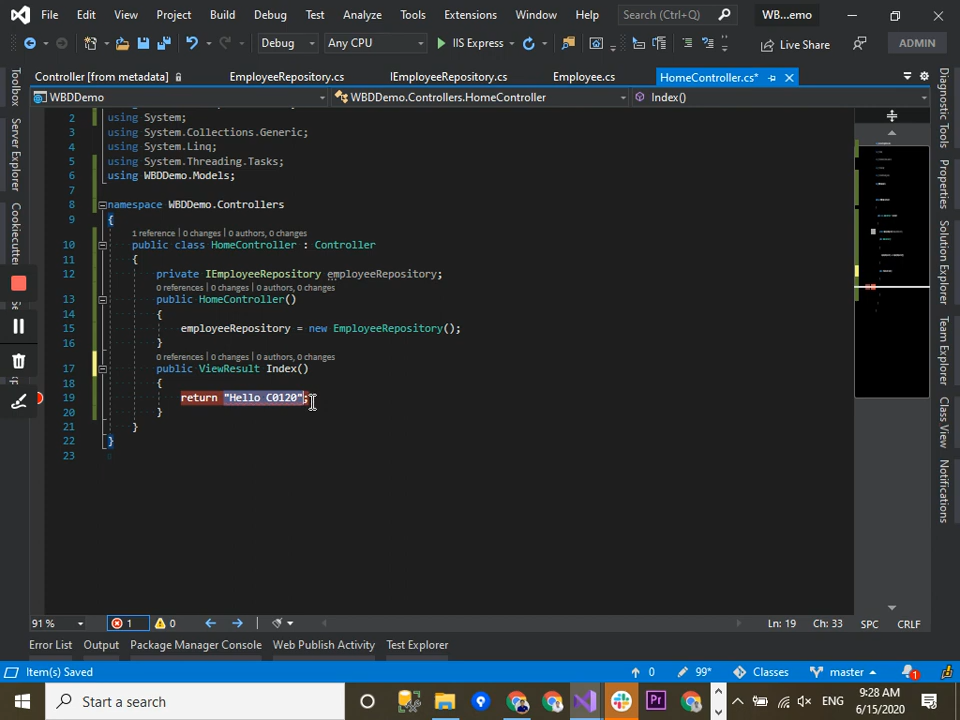 File Edit View Project Build Debug Test Analyze Tools Extensions Window Help Search (Ctrl+Q) WB...emo
Debug Any CPU IIS Express Live Share ADMIN
Controller [from metadata] EmployeeRepository.cs IEmployeeRepository.cs Employee.cs HomeController.cs*
WBDDemo WBDDemo.Controllers.HomeController Index()
2 using System;
3 using System.Collections.Generic;
4 using System.Linq;
5 using System.Threading.Tasks;
6 using WBDDemo.Models;
7
8 namespace WBDDemo.Controllers
9 {
1 reference | 0 changes | 0 authors, 0 changes
10 public class HomeController : Controller
11 {
12 private IEmployeeRepository employeeRepository;
0 references | 0 changes | 0 authors, 0 changes
13 public HomeController()
14 {
15 employeeRepository = new EmployeeRepository();
16 }
0 references | 0 changes | 0 authors, 0 changes
17 public ViewResult Index()
18 {
19 return "Hello C0120";
20 }
21 }
22 }
23
Toolbox
Server Explorer
Cookiecutter
Diagnostic Tools
Properties
Solution Explorer
Team Explorer
Class View
Notifications
91 % 1 0 Ln: 19 Ch: 33 SPC CRLF
Error List Output Package Manager Console Web Publish Activity Test Explorer
Item(s) Saved 0 99* Classes master 1
Start a search ENG 9:28 AM
6/15/2020